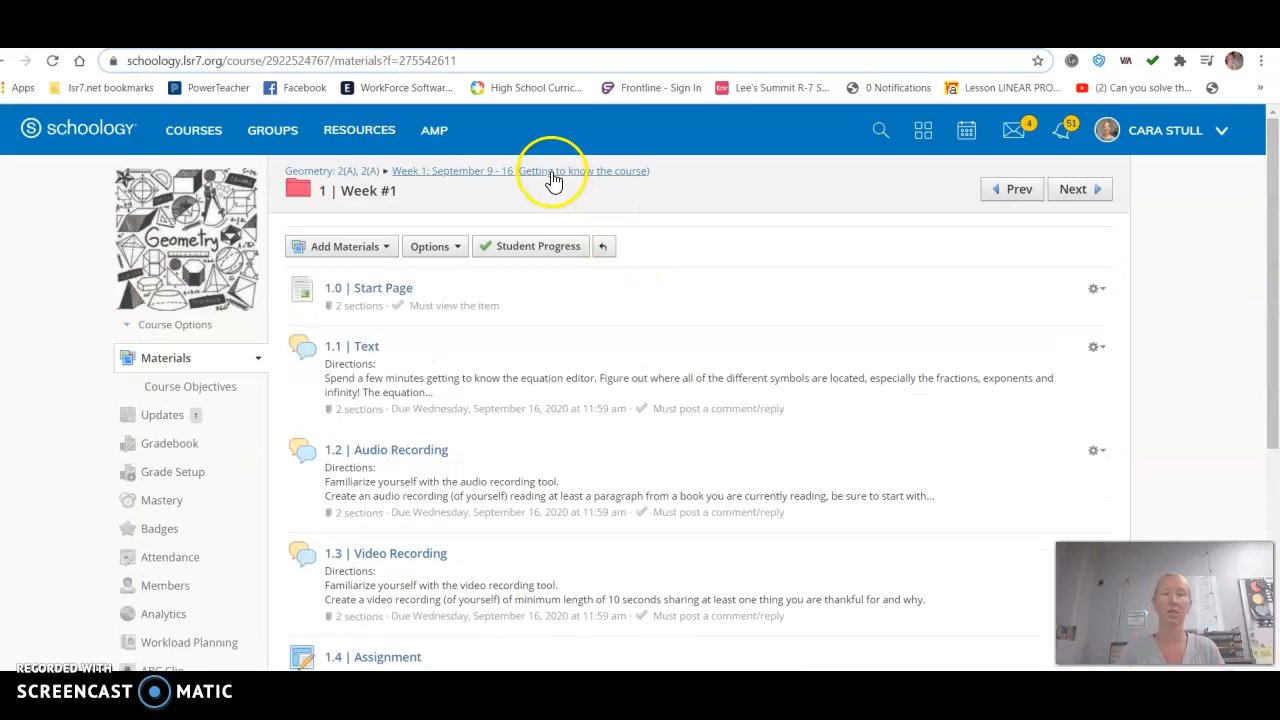 schoology.lsr7.org/course/2922524767/materials?f=275542611
VIA
Apps lsr7.net bookmarks PowerTeacher Facebook WorkForce Softwar... High School Curric... Frontline - Sign In Lee's Summit R-7 S... 0 Notifications Lesson LINEAR PRO... (2) Can you solve th... »
schoology COURSES GROUPS RESOURCES AMP 4 51 CARA STULL
Geometry: 2(A), 2(A) ▸ Week 1: September 9 - 16 (Getting to know the course)
1 | Week #1
Prev Next
Geometry
Add Materials Options Student Progress
1.0 | Start Page
2 sections · Must view the item
Course Options
1.1 | Text
Materials
Directions:
Spend a few minutes getting to know the equation editor. Figure out where all of the different symbols are located, especially the fractions, exponents and
Course Objectives
infinity! The equation...
2 sections · Due Wednesday, September 16, 2020 at 11:59 am · Must post a comment/reply
Updates 1
Gradebook
1.2 | Audio Recording
Directions:
Grade Setup
Familiarize yourself with the audio recording tool.
Create an audio recording (of yourself) reading at least a paragraph from a book you are currently reading, be sure to start with...
Mastery
2 sections · Due Wednesday, September 16, 2020 at 11:59 am · Must post a comment/reply
Badges
1.3 | Video Recording
Attendance
Directions:
Familiarize yourself with the video recording tool.
Members
Create a video recording (of yourself) of minimum length of 10 seconds sharing at least one thing you are thankful for and why.
Analytics
2 sections · Due Wednesday, September 16, 2020 at 11:59 am · Must post a comment/reply
Workload Planning
1.4 | Assignment
RECORDED WITH
SCREENCAST MATIC